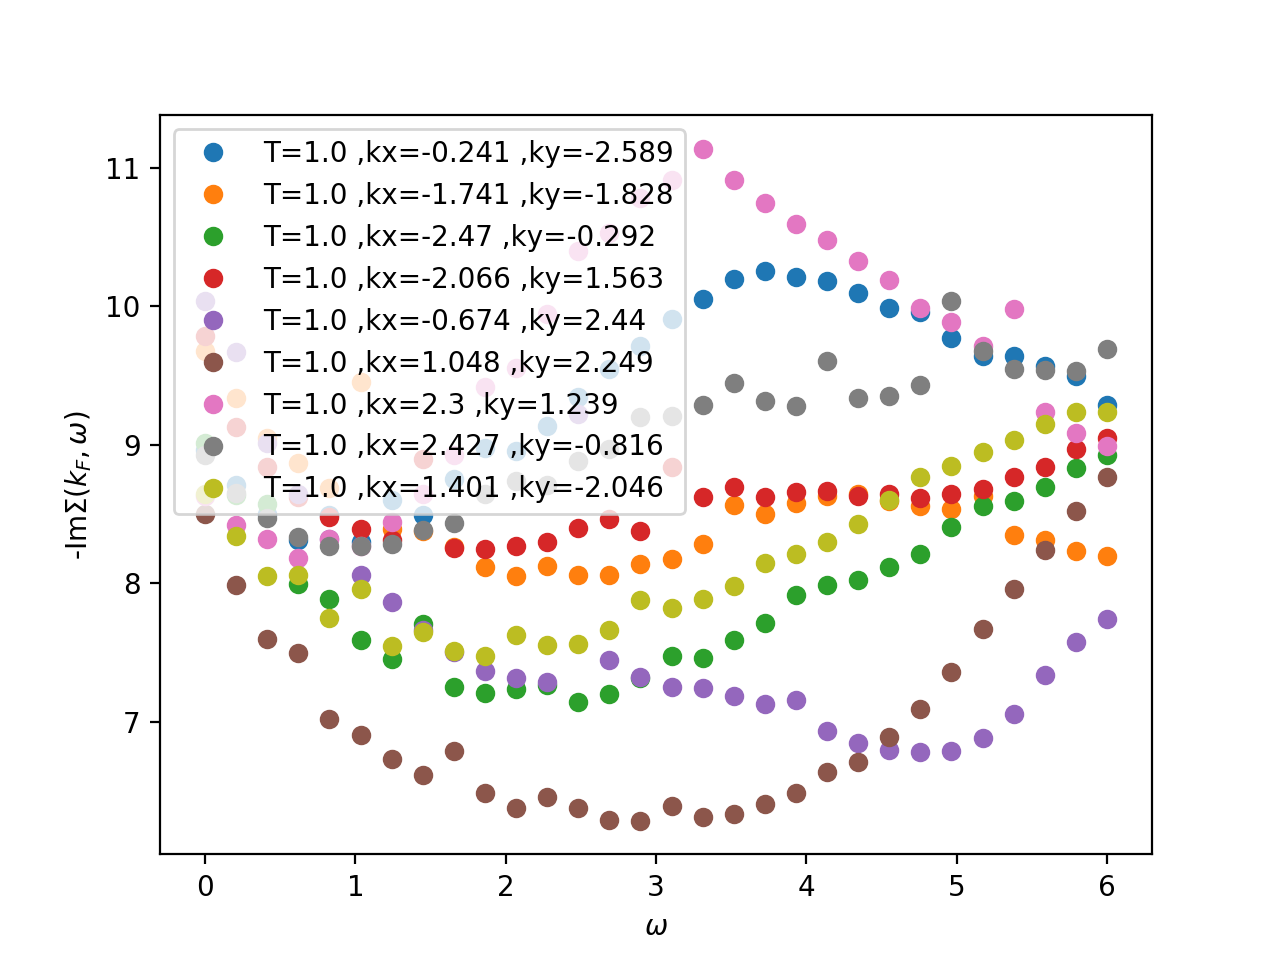 T=1.0 ,kx=-0.241 ,ky=-2.589
T=1.0 ,kx=-1.741 ,ky=-1.828
T=1.0 ,kx=-2.47 ,ky=-0.292
T=1.0 ,kx=-2.066 ,ky=1.563
T=1.0 ,kx=-0.674 ,ky=2.44
T=1.0 ,kx=1.048 ,ky=2.249
T=1.0 ,kx=2.3 ,ky=1.239
T=1.0 ,kx=2.427 ,ky=-0.816
T=1.0 ,kx=1.401 ,ky=-2.046
11
10
9
8
7
-ImΣ(k_F, ω)
0 1 2 3 4 5 6
ω